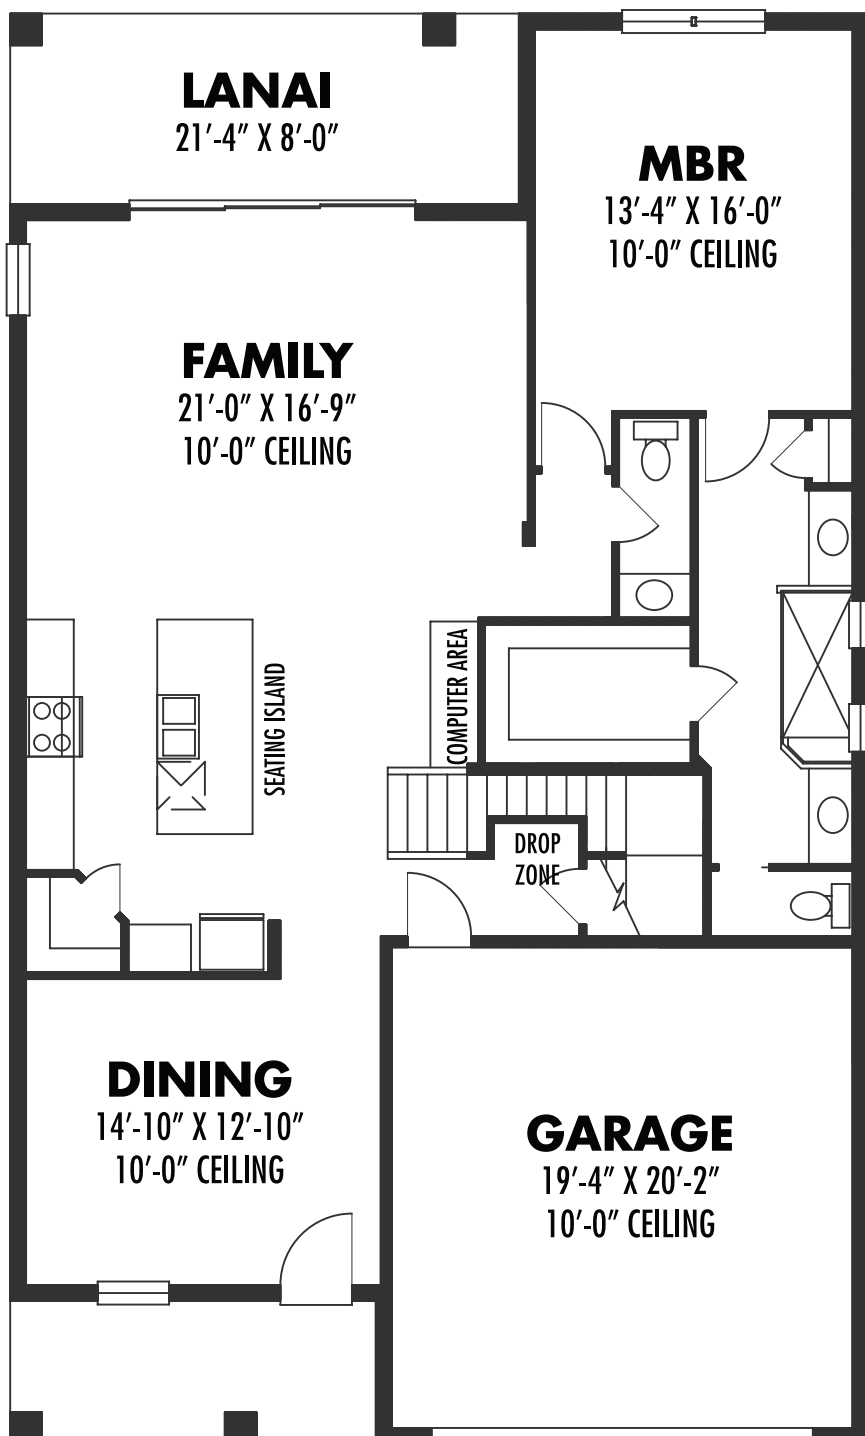 LANAI
21'-4" X 8'-0"
MBR
13'-4" X 16'-0"
10'-0" CEILING
FAMILY
21'-0" X 16'-9"
10'-0" CEILING
SEATING ISLAND
COMPUTER AREA
DROP
ZONE
DINING
14'-10" X 12'-10"
10'-0" CEILING
GARAGE
19'-4" X 20'-2"
10'-0" CEILING